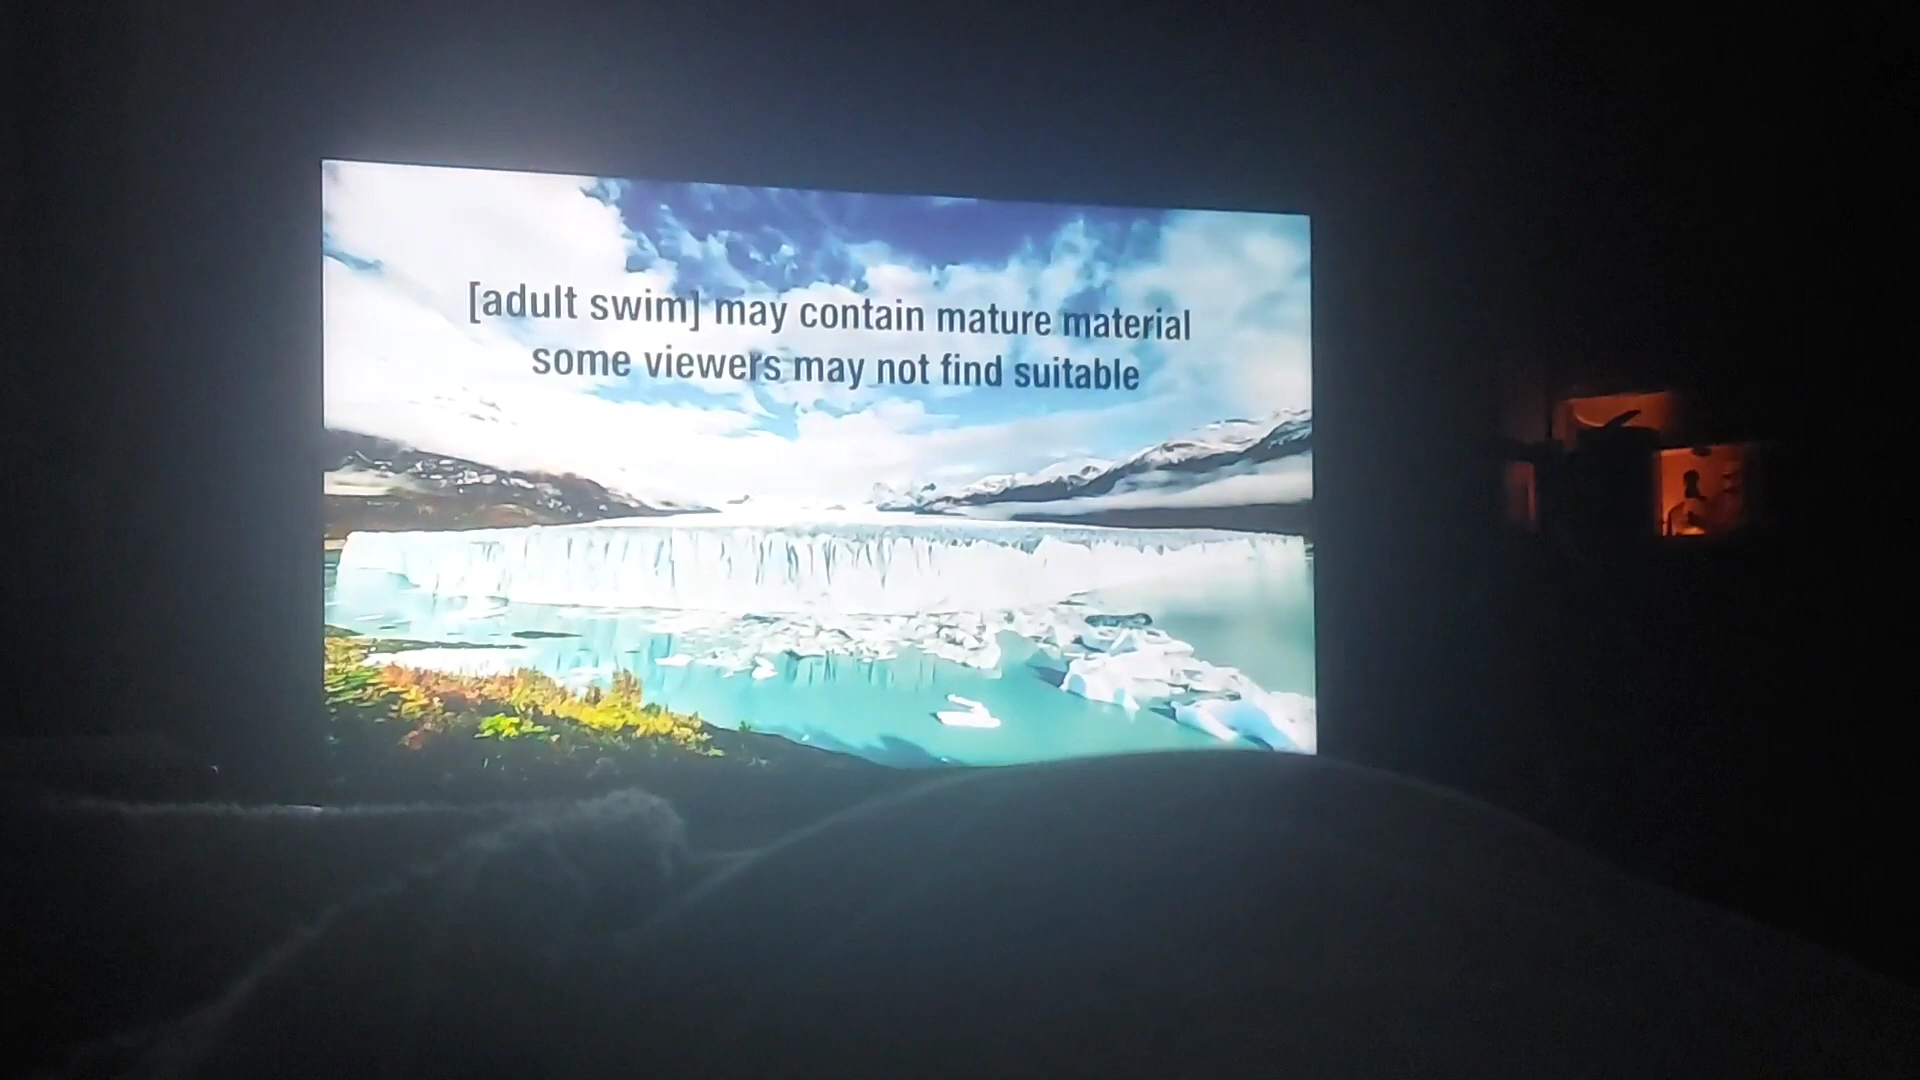 [adult swim] may contain mature material
some viewers may not find suitable